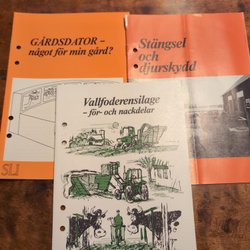 GÅRDSDATOR –
något för min gård?
SLI
Stängsel
och
djurskydd
Vallfoderensilage
– för- och nackdelar